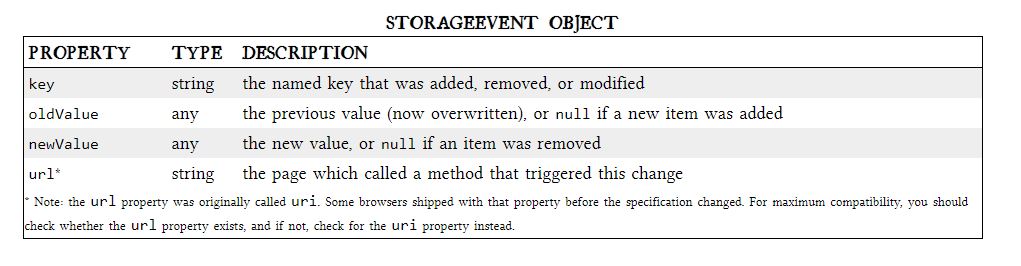 STORAGEEVENT OBJECT
PROPERTY TYPE DESCRIPTION
key string the named key that was added, removed, or modified
oldValue any the previous value (now overwritten), or null if a new item was added
newValue any the new value, or null if an item was removed
url* string the page which called a method that triggered this change
* Note: the url property was originally called uri. Some browsers shipped with that property before the specification changed. For maximum compatibility, you should
check whether the url property exists, and if not, check for the uri property instead.